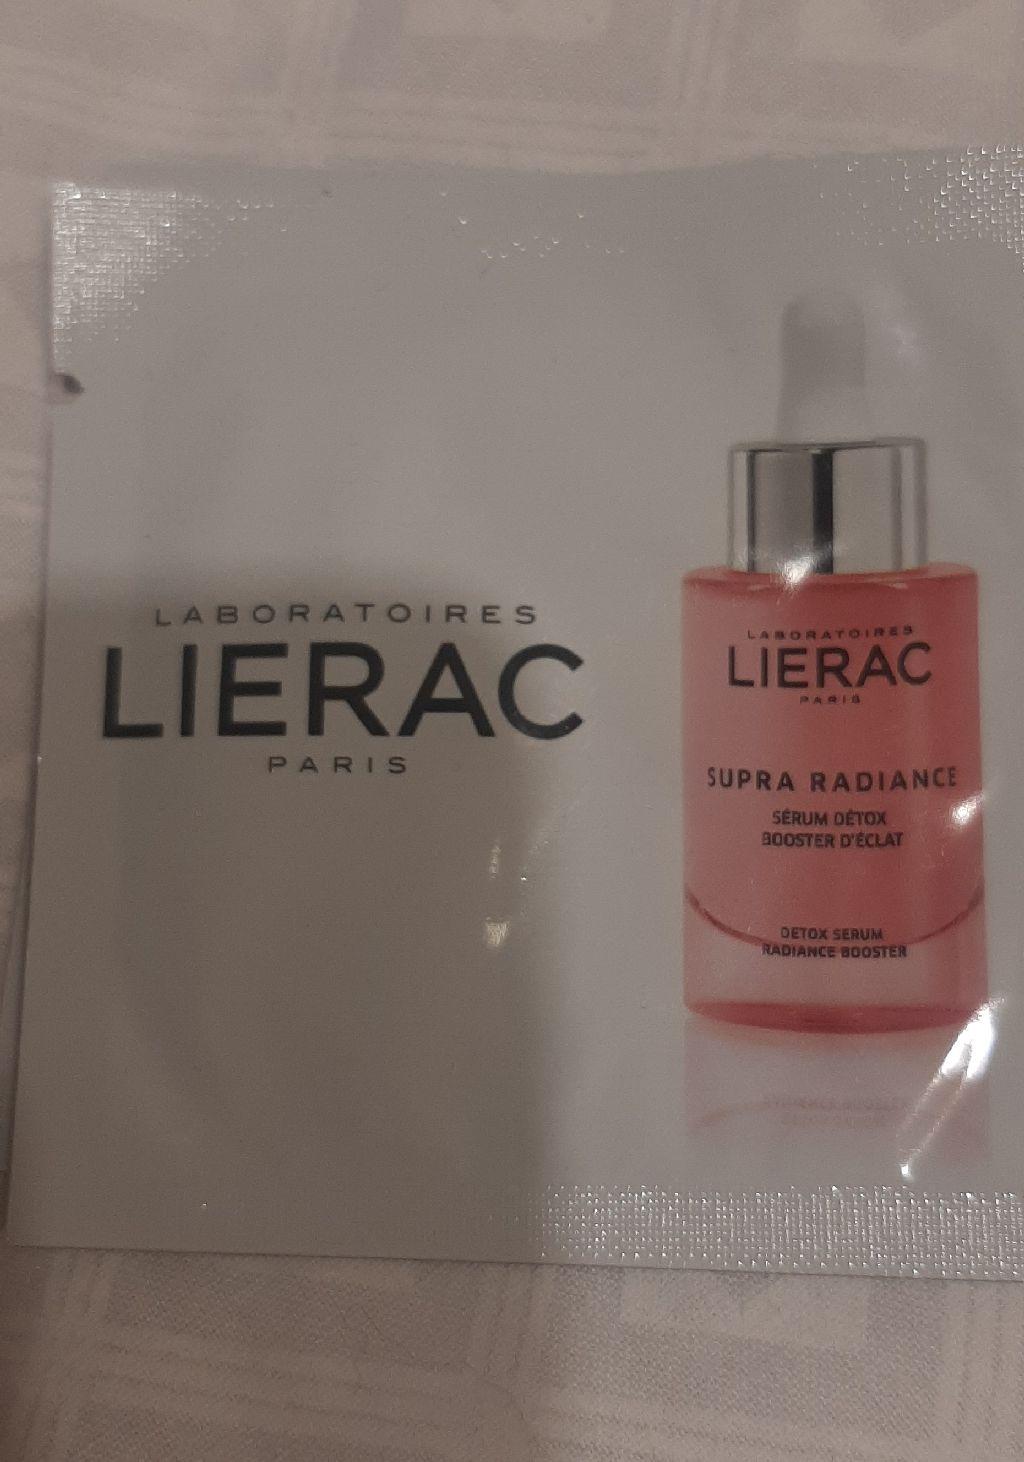 LABORATOIRES
LIERAC
PARIS
LABORATOIRES
LIERAC
PARIS
SUPRA RADIANCE
SÉRUM DÉTOX
BOOSTER D'ÉCLAT
DETOX SERUM
RADIANCE BOOSTER